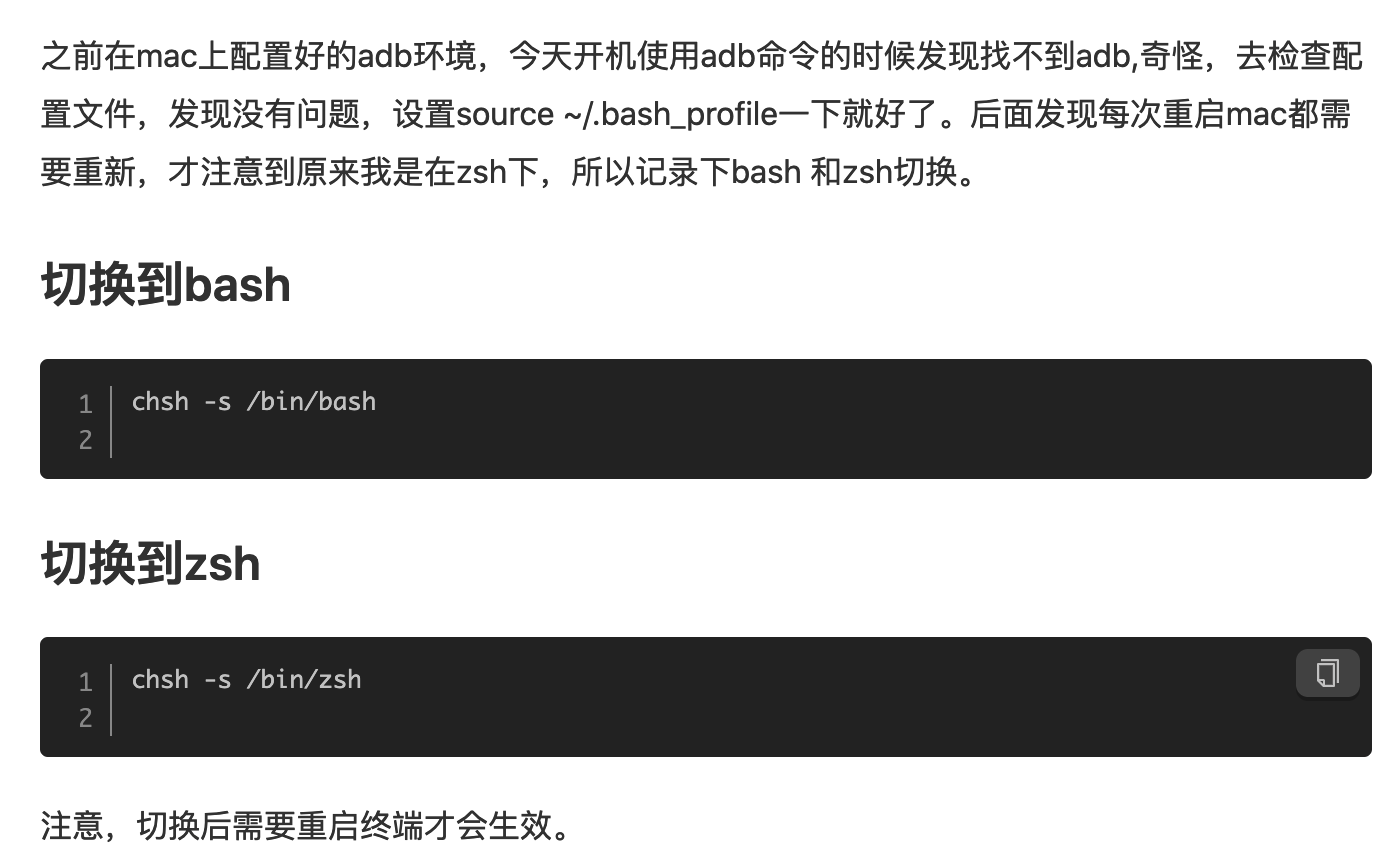 之前在mac上配置好的adb环境，今天开机使用adb命令的时候发现找不到adb,奇怪，去检查配
置文件，发现没有问题，设置source ~/.bash_profile一下就好了。后面发现每次重启mac都需
要重新，才注意到原来我是在zsh下，所以记录下bash 和zsh切换。
切换到bash
1 chsh -s /bin/bash
2
切换到zsh
1 chsh -s /bin/zsh
2
注意，切换后需要重启终端才会生效。